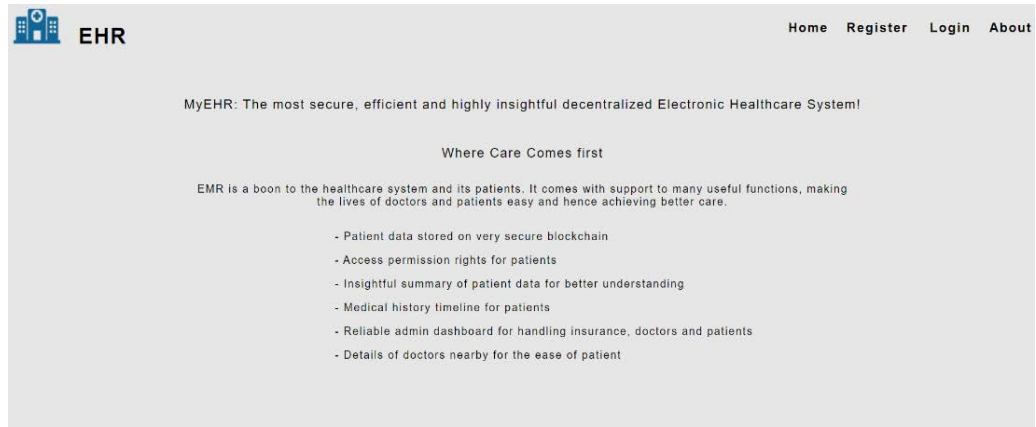 EHR
Home Register Login About
MyEHR: The most secure, efficient and highly insightful decentralized Electronic Healthcare System!
Where Care Comes first
EMR is a boon to the healthcare system and its patients. It comes with support to many useful functions, making
the lives of doctors and patients easy and hence achieving better care.
- Patient data stored on very secure blockchain
- Access permission rights for patients
- Insightful summary of patient data for better understanding
- Medical history timeline for patients
- Reliable admin dashboard for handling insurance, doctors and patients
- Details of doctors nearby for the ease of patient